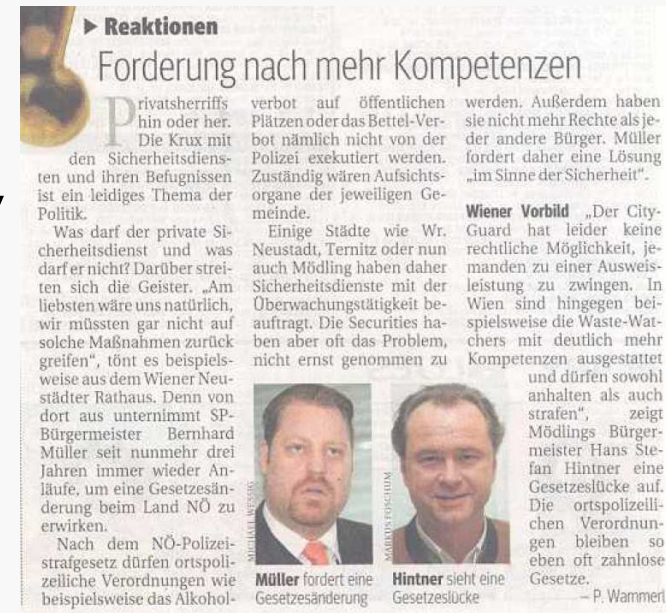 ▶ Reaktionen
Forderung nach mehr Kompetenzen
Privatsherriffs
hin oder her.
Die Krux mit
den Sicherheitsdiens-
ten und ihren Befugnissen
ist ein leidiges Thema der
Politik.
Was darf der private Si-
cherheitsdienst und was
darf er nicht? Darüber strei-
ten sich die Geister. „Am
liebsten wäre uns natürlich,
wir müssten gar nicht auf
solche Maßnahmen zurück
greifen“, tönt es beispiels-
weise aus dem Wiener Neu-
städter Rathaus. Denn von
dort aus unternimmt SP-
Bürgermeister Bernhard
Müller seit nunmehr drei
Jahren immer wieder An-
läufe, um eine Gesetzesän-
derung beim Land NÖ zu
erwirken.
Nach dem NÖ-Polizei-
strafgesetz dürfen ortspoli-
zeiliche Verordnungen wie
beispielsweise das Alkohol-
verbot auf öffentlichen
Plätzen oder das Bettel-Ver-
bot nämlich nicht von der
Polizei exekutiert werden.
Zuständig wären Aufsichts-
organe der jeweiligen Ge-
meinde.
Einige Städte wie Wr.
Neustadt, Ternitz oder nun
auch Mödling haben daher
Sicherheitsdienste mit der
Überwachungstätigkeit be-
auftragt. Die Securities ha-
ben aber oft das Problem,
nicht ernst genommen zu
werden. Außerdem haben
sie nicht mehr Rechte als je-
der andere Bürger. Müller
fordert daher eine Lösung
„im Sinne der Sicherheit“.
Wiener Vorbild „Der City-
Guard hat leider keine
rechtliche Möglichkeit, je-
manden zu einer Ausweis-
leistung zu zwingen. In
Wien sind hingegen bei-
spielsweise die Waste-Wat-
chers mit deutlich mehr
Kompetenzen ausgestattet
und dürfen sowohl
anhalten als auch
strafen“, zeigt
Mödlings Bürger-
meister Hans Ste-
fan Hintner eine
Gesetzeslücke auf.
Die ortspolizeili-
chen Verordnun-
gen bleiben so
eben oft zahnlose
Gesetze.
– P. Wammerl
MICHAEL WESSIG
Müller fordert eine
Gesetzesänderung
MARKUS FOSCHUM
Hintner sieht eine
Gesetzeslücke